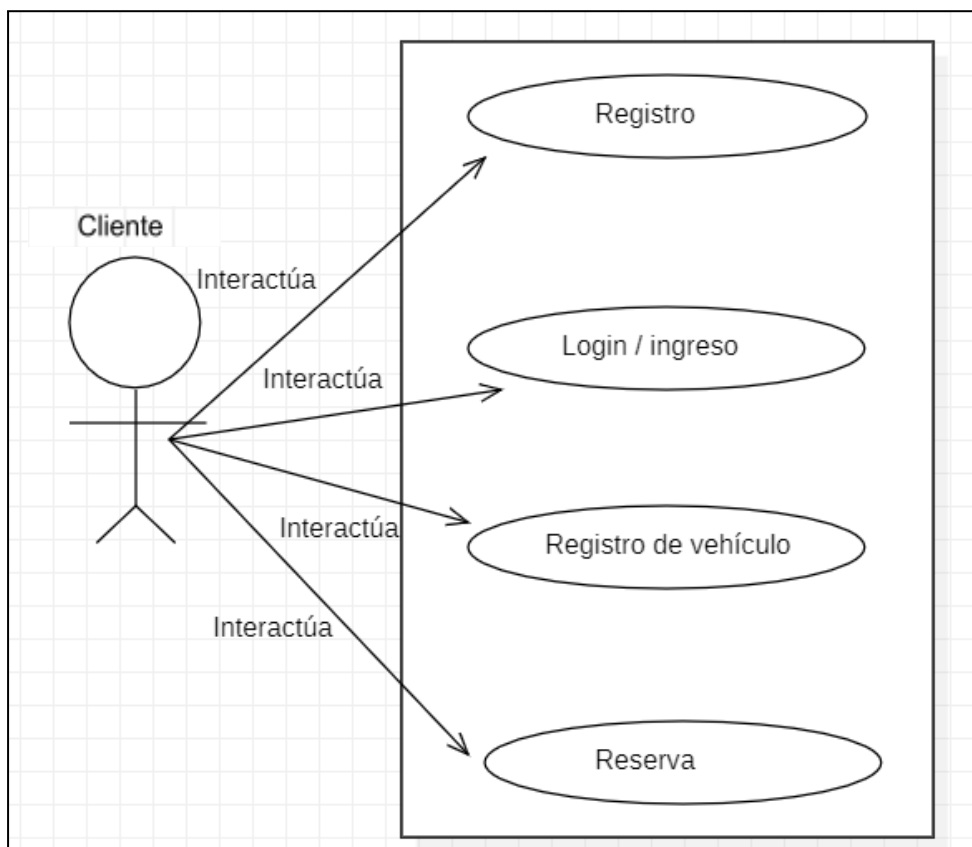 Registro
Cliente
Interactúa
Login / ingreso
Interactúa
Interactúa
Registro de vehículo
Interactúa
Reserva